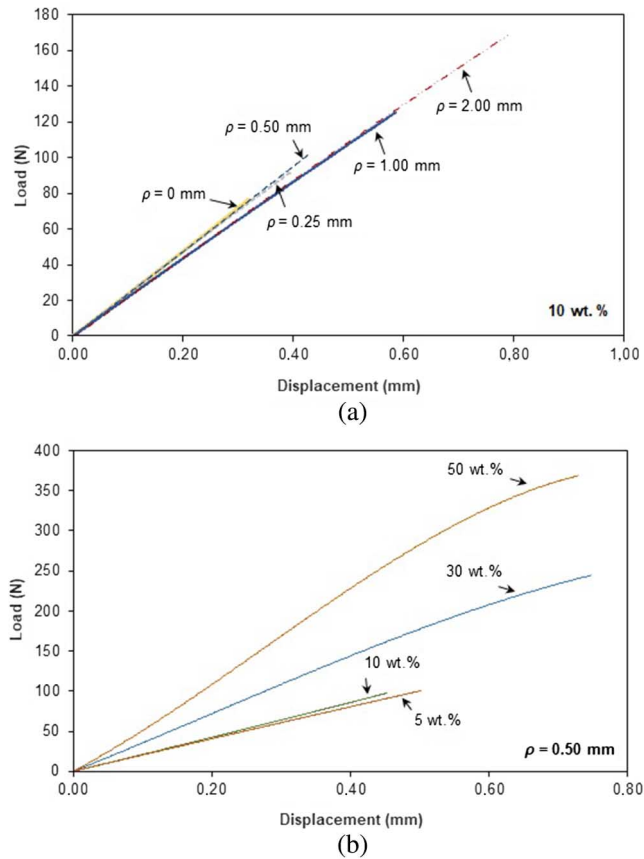 180
160
140
120
100
80
60
40
20
0
Load (N)
ρ = 2.00 mm
ρ = 0.50 mm
ρ = 1.00 mm
ρ = 0 mm
ρ = 0.25 mm
10 wt. %
0.00 0.20 0.40 0.60 0.80 1,00
Displacement (mm)
(a)
400
350
300
250
200
150
100
50
0
Load (N)
50 wt.%
30 wt.%
10 wt.%
5 wt.%
ρ = 0.50 mm
0.00 0.20 0.40 0.60 0.80
Displacement (mm)
(b)